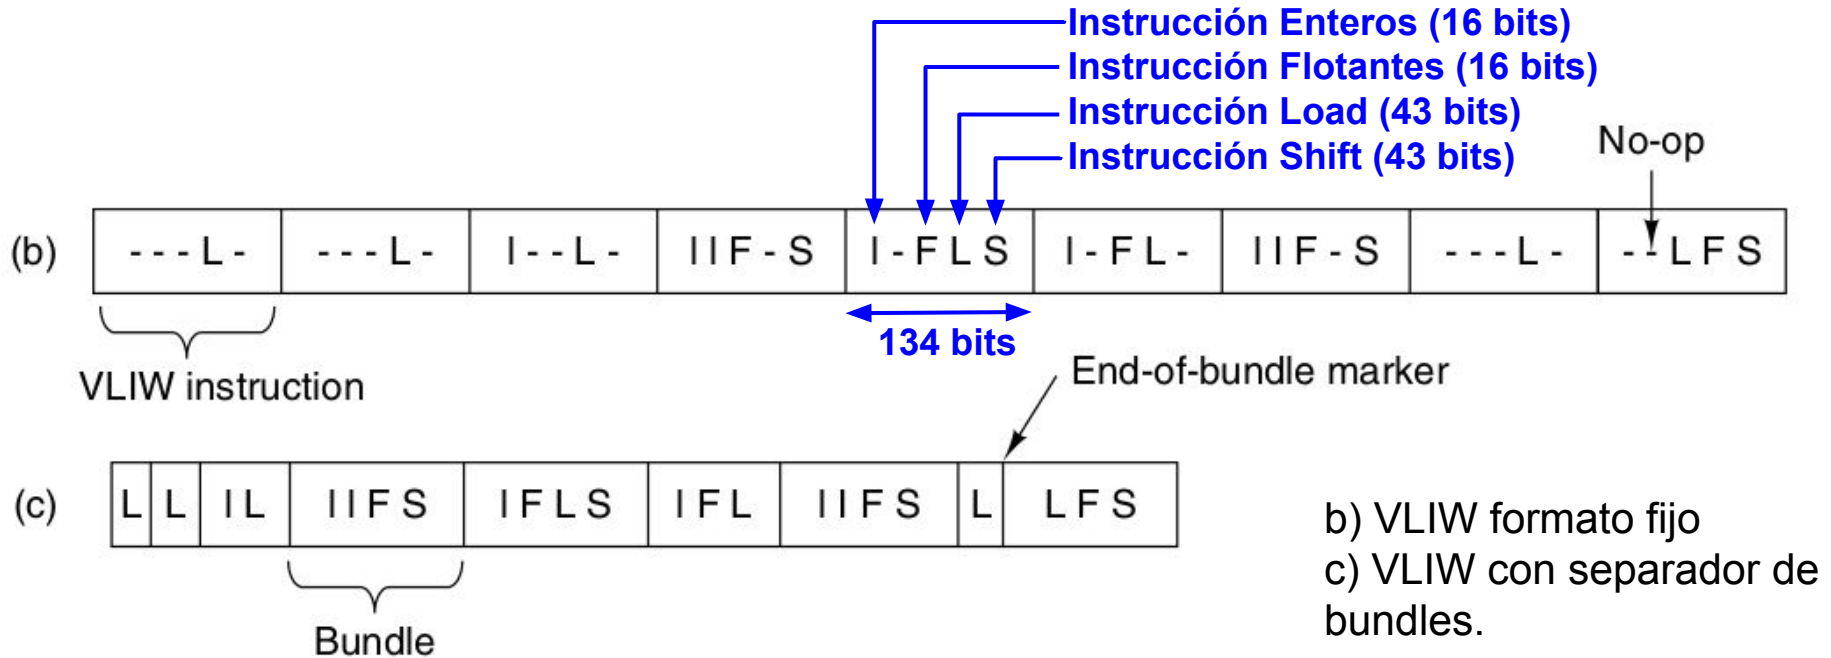 Instrucción Enteros (16 bits)
Instrucción Flotantes (16 bits)
Instrucción Load (43 bits)
Instrucción Shift (43 bits)
No-op
(b) - - - L - - - - L - I - - L - I I F - S I - F L S I - F L - I I F - S - - - L - - - L F S
134 bits
VLIW instruction
End-of-bundle marker
(c) L L I L I I F S I F L S I F L I I F S L L F S
Bundle
b) VLIW formato fijo
c) VLIW con separador de
bundles.